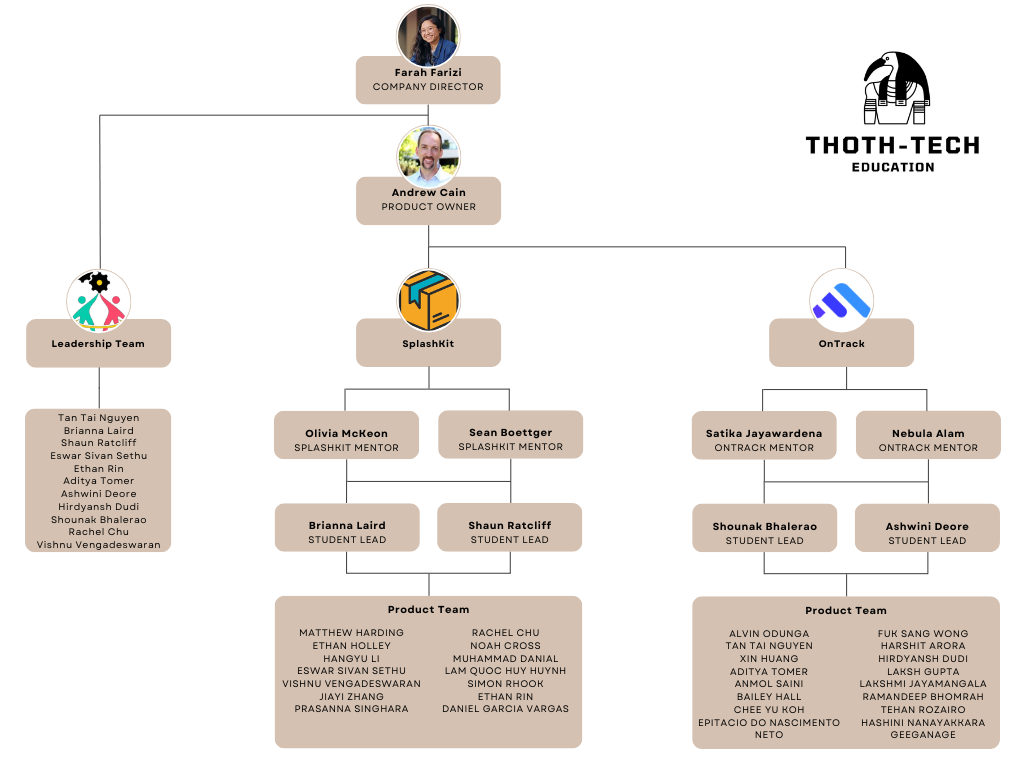 Farah Farizi
COMPANY DIRECTOR
THOTH-TECH
EDUCATION
Andrew Cain
PRODUCT OWNER
Leadership Team
Tan Tai Nguyen
Brianna Laird
Shaun Ratcliff
Eswar Sivan Sethu
Ethan Rin
Aditya Tomer
Ashwini Deore
Hirdyansh Dudi
Shounak Bhalerao
Rachel Chu
Vishnu Vengadeswaran
SplashKit
Olivia McKeon
SPLASHKIT MENTOR
Sean Boettger
SPLASHKIT MENTOR
Brianna Laird
STUDENT LEAD
Shaun Ratcliff
STUDENT LEAD
Product Team
MATTHEW HARDING
ETHAN HOLLEY
HANGYU LI
ESWAR SIVAN SETHU
VISHNU VENGADESWARAN
JIAYI ZHANG
PRASANNA SINGHARA
RACHEL CHU
NOAH CROSS
MUHAMMAD DANIAL
LAM QUOC HUY HUYNH
SIMON RHOOK
ETHAN RIN
DANIEL GARCIA VARGAS
OnTrack
Satika Jayawardena
ONTRACK MENTOR
Nebula Alam
ONTRACK MENTOR
Shounak Bhalerao
STUDENT LEAD
Ashwini Deore
STUDENT LEAD
Product Team
ALVIN ODUNGA
TAN TAI NGUYEN
XIN HUANG
ADITYA TOMER
ANMOL SAINI
BAILEY HALL
CHEE YU KOH
EPITACIO DO NASCIMENTO
NETO
FUK SANG WONG
HARSHIT ARORA
HIRDYANSH DUDI
LAKSH GUPTA
LAKSHMI JAYAMANGALA
RAMANDEEP BHOMRAH
TEHAN ROZAIRO
HASHINI NANAYAKKARA
GEEGANAGE